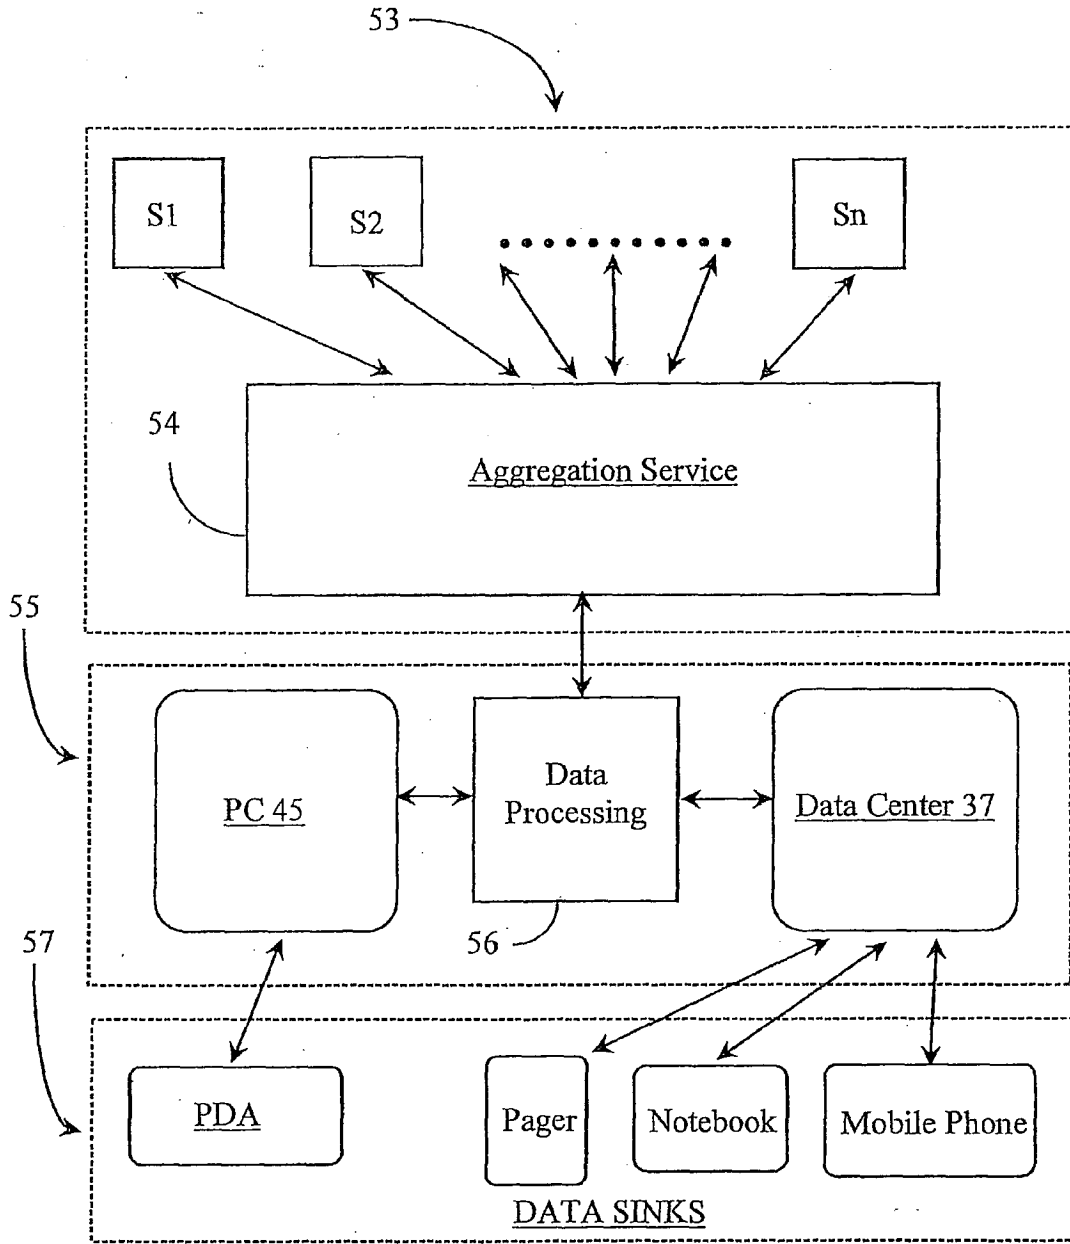 53
S1
S2
Sn
54
Aggregation Service
55
PC 45
Data
Processing
Data Center 37
56
57
PDA
Pager
Notebook
Mobile Phone
DATA SINKS